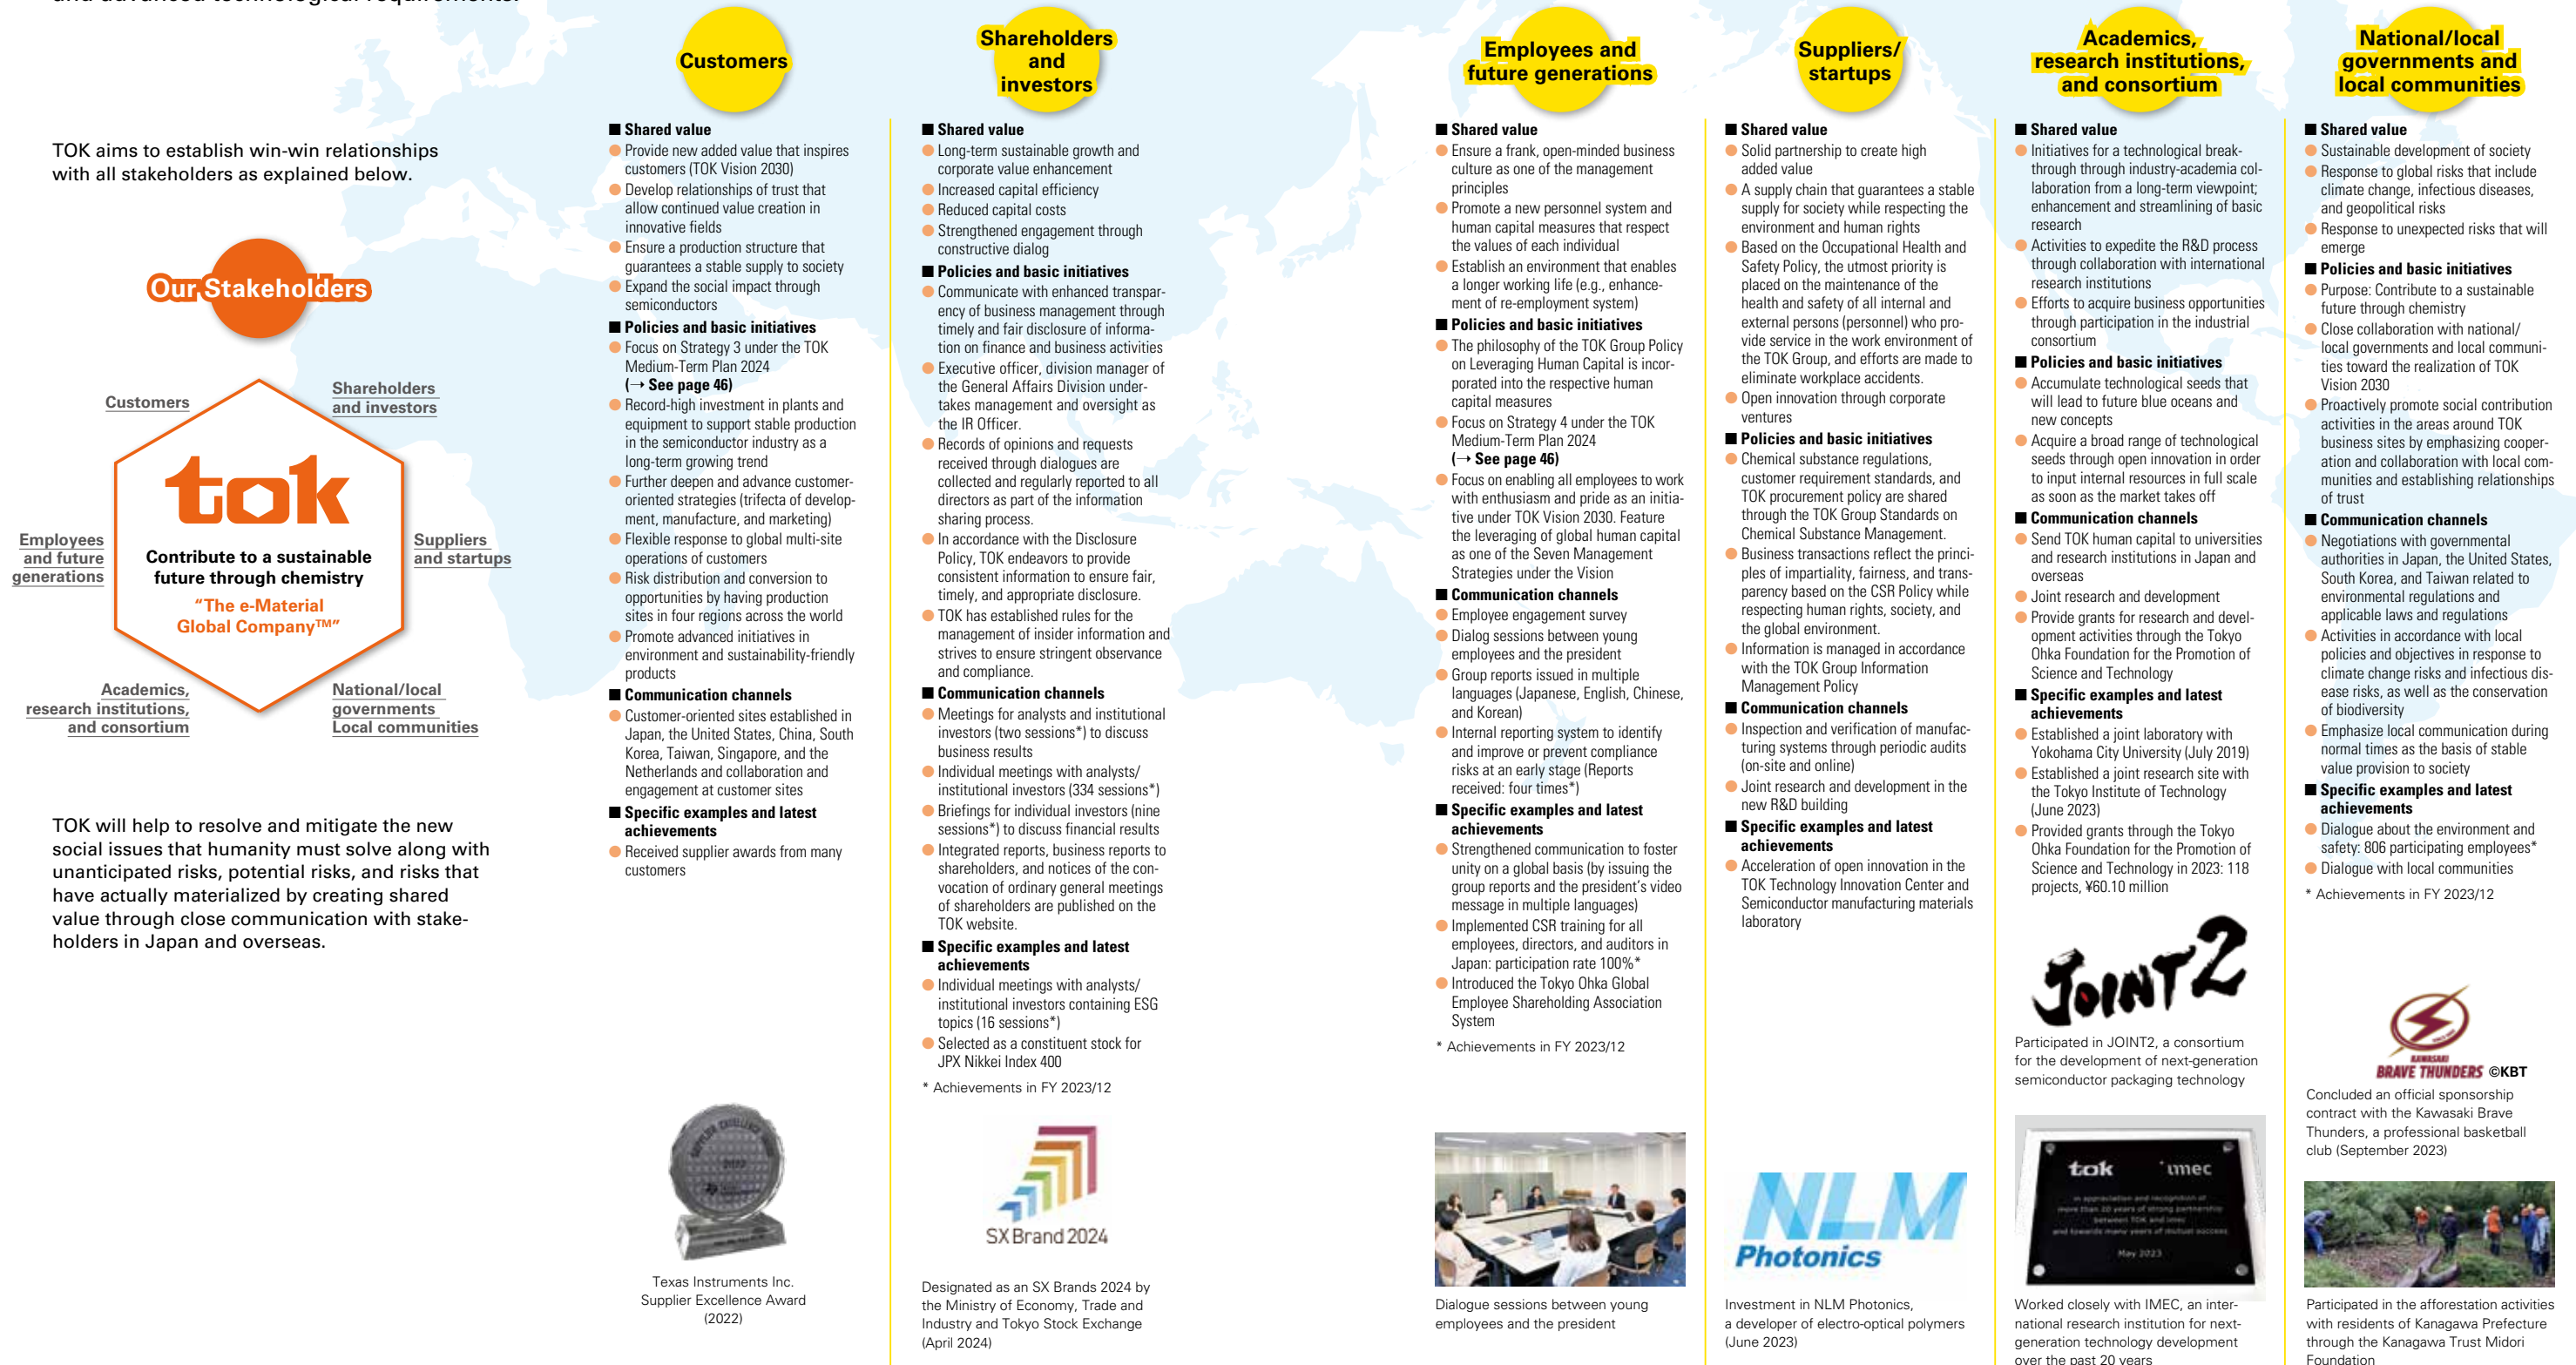 and advanced technological requirements.
TOK aims to establish win-win relationships
with all stakeholders as explained below.
Our Stakeholders
Customers
Shareholders
and investors
Employees
and future
generations
Suppliers
and startups
Academics,
research institutions,
and consortium
National/local
governments
Local communities
tok
Contribute to a sustainable
future through chemistry
“The e-Material
Global Company™”
TOK will help to resolve and mitigate the new
social issues that humanity must solve along with
unanticipated risks, potential risks, and risks that
have actually materialized by creating shared
value through close communication with stake-
holders in Japan and overseas.
Customers
■ Shared value
● Provide new added value that inspires
customers (TOK Vision 2030)
● Develop relationships of trust that
allow continued value creation in
innovative fields
● Ensure a production structure that
guarantees a stable supply to society
● Expand the social impact through
semiconductors
■ Policies and basic initiatives
● Focus on Strategy 3 under the TOK
Medium-Term Plan 2024
(→ See page 46)
● Record-high investment in plants and
equipment to support stable production
in the semiconductor industry as a
long-term growing trend
● Further deepen and advance customer-
oriented strategies (trifecta of develop-
ment, manufacture, and marketing)
● Flexible response to global multi-site
operations of customers
● Risk distribution and conversion to
opportunities by having production
sites in four regions across the world
● Promote advanced initiatives in
environment and sustainability-friendly
products
■ Communication channels
● Customer-oriented sites established in
Japan, the United States, China, South
Korea, Taiwan, Singapore, and the
Netherlands and collaboration and
engagement at customer sites
■ Specific examples and latest
achievements
● Received supplier awards from many
customers
SUPPLIER EXCELLENCE
2022
Texas Instruments Inc.
Supplier Excellence Award
(2022)
Shareholders
and
investors
■ Shared value
● Long-term sustainable growth and
corporate value enhancement
● Increased capital efficiency
● Reduced capital costs
● Strengthened engagement through
constructive dialog
■ Policies and basic initiatives
● Communicate with enhanced transpar-
ency of business management through
timely and fair disclosure of informa-
tion on finance and business activities
● Executive officer, division manager of
the General Affairs Division under-
takes management and oversight as
the IR Officer.
● Records of opinions and requests
received through dialogues are
collected and regularly reported to all
directors as part of the information
sharing process.
● In accordance with the Disclosure
Policy, TOK endeavors to provide
consistent information to ensure fair,
timely, and appropriate disclosure.
● TOK has established rules for the
management of insider information and
strives to ensure stringent observance
and compliance.
■ Communication channels
● Meetings for analysts and institutional
investors (two sessions*) to discuss
business results
● Individual meetings with analysts/
institutional investors (334 sessions*)
● Briefings for individual investors (nine
sessions*) to discuss financial results
● Integrated reports, business reports to
shareholders, and notices of the con-
vocation of ordinary general meetings
of shareholders are published on the
TOK website.
■ Specific examples and latest
achievements
● Individual meetings with analysts/
institutional investors containing ESG
topics (16 sessions*)
● Selected as a constituent stock for
JPX Nikkei Index 400
* Achievements in FY 2023/12
SX Brand 2024
Designated as an SX Brands 2024 by
the Ministry of Economy, Trade and
Industry and Tokyo Stock Exchange
(April 2024)
Employees and
future generations
■ Shared value
● Ensure a frank, open-minded business
culture as one of the management
principles
● Promote a new personnel system and
human capital measures that respect
the values of each individual
● Establish an environment that enables
a longer working life (e.g., enhance-
ment of re-employment system)
■ Policies and basic initiatives
● The philosophy of the TOK Group Policy
on Leveraging Human Capital is incor-
porated into the respective human
capital measures
● Focus on Strategy 4 under the TOK
Medium-Term Plan 2024
(→ See page 46)
● Focus on enabling all employees to work
with enthusiasm and pride as an initia-
tive under TOK Vision 2030. Feature
the leveraging of global human capital
as one of the Seven Management
Strategies under the Vision
■ Communication channels
● Employee engagement survey
● Dialog sessions between young
employees and the president
● Group reports issued in multiple
languages (Japanese, English, Chinese,
and Korean)
● Internal reporting system to identify
and improve or prevent compliance
risks at an early stage (Reports
received: four times*)
■ Specific examples and latest
achievements
● Strengthened communication to foster
unity on a global basis (by issuing the
group reports and the president’s video
message in multiple languages)
● Implemented CSR training for all
employees, directors, and auditors in
Japan: participation rate 100%*
● Introduced the Tokyo Ohka Global
Employee Shareholding Association
System
* Achievements in FY 2023/12
Dialogue sessions between young
employees and the president
Suppliers/
startups
■ Shared value
● Solid partnership to create high
added value
● A supply chain that guarantees a stable
supply for society while respecting the
environment and human rights
● Based on the Occupational Health and
Safety Policy, the utmost priority is
placed on the maintenance of the
health and safety of all internal and
external persons (personnel) who pro-
vide service in the work environment of
the TOK Group, and efforts are made to
eliminate workplace accidents.
● Open innovation through corporate
ventures
■ Policies and basic initiatives
● Chemical substance regulations,
customer requirement standards, and
TOK procurement policy are shared
through the TOK Group Standards on
Chemical Substance Management.
● Business transactions reflect the princi-
ples of impartiality, fairness, and trans-
parency based on the CSR Policy while
respecting human rights, society, and
the global environment.
● Information is managed in accordance
with the TOK Group Information
Management Policy
■ Communication channels
● Inspection and verification of manufac-
turing systems through periodic audits
(on-site and online)
● Joint research and development in the
new R&D building
■ Specific examples and latest
achievements
● Acceleration of open innovation in the
TOK Technology Innovation Center and
Semiconductor manufacturing materials
laboratory
NLM
Photonics
Investment in NLM Photonics,
a developer of electro-optical polymers
(June 2023)
Academics,
research institutions,
and consortium
■ Shared value
● Initiatives for a technological break-
through through industry-academia col-
laboration from a long-term viewpoint;
enhancement and streamlining of basic
research
● Activities to expedite the R&D process
through collaboration with international
research institutions
● Efforts to acquire business opportunities
through participation in the industrial
consortium
■ Policies and basic initiatives
● Accumulate technological seeds that
will lead to future blue oceans and
new concepts
● Acquire a broad range of technological
seeds through open innovation in order
to input internal resources in full scale
as soon as the market takes off
■ Communication channels
● Send TOK human capital to universities
and research institutions in Japan and
overseas
● Joint research and development
● Provide grants for research and devel-
opment activities through the Tokyo
Ohka Foundation for the Promotion of
Science and Technology
■ Specific examples and latest
achievements
● Established a joint laboratory with
Yokohama City University (July 2019)
● Established a joint research site with
the Tokyo Institute of Technology
(June 2023)
● Provided grants through the Tokyo
Ohka Foundation for the Promotion of
Science and Technology in 2023: 118
projects, ¥60.10 million
JOINT2
Participated in JOINT2, a consortium
for the development of next-generation
semiconductor packaging technology
tok imec
in appreciation and recognition of
more than 20 years of strong partnership
between TOK and imec
and towards many years of mutual success
May 2023
Worked closely with IMEC, an inter-
national research institution for next-
generation technology development
over the past 20 years
National/local
governments and
local communities
■ Shared value
● Sustainable development of society
● Response to global risks that include
climate change, infectious diseases,
and geopolitical risks
● Response to unexpected risks that will
emerge
■ Policies and basic initiatives
● Purpose: Contribute to a sustainable
future through chemistry
● Close collaboration with national/
local governments and local communi-
ties toward the realization of TOK
Vision 2030
● Proactively promote social contribution
activities in the areas around TOK
business sites by emphasizing cooper-
ation and collaboration with local com-
munities and establishing relationships
of trust
■ Communication channels
● Negotiations with governmental
authorities in Japan, the United States,
South Korea, and Taiwan related to
environmental regulations and
applicable laws and regulations
● Activities in accordance with local
policies and objectives in response to
climate change risks and infectious dis-
ease risks, as well as the conservation
of biodiversity
● Emphasize local communication during
normal times as the basis of stable
value provision to society
■ Specific examples and latest
achievements
● Dialogue about the environment and
safety: 806 participating employees*
● Dialogue with local communities
* Achievements in FY 2023/12
KAWASAKI
BRAVE THUNDERS ©KBT
Concluded an official sponsorship
contract with the Kawasaki Brave
Thunders, a professional basketball
club (September 2023)
Participated in the afforestation activities
with residents of Kanagawa Prefecture
through the Kanagawa Trust Midori
Foundation